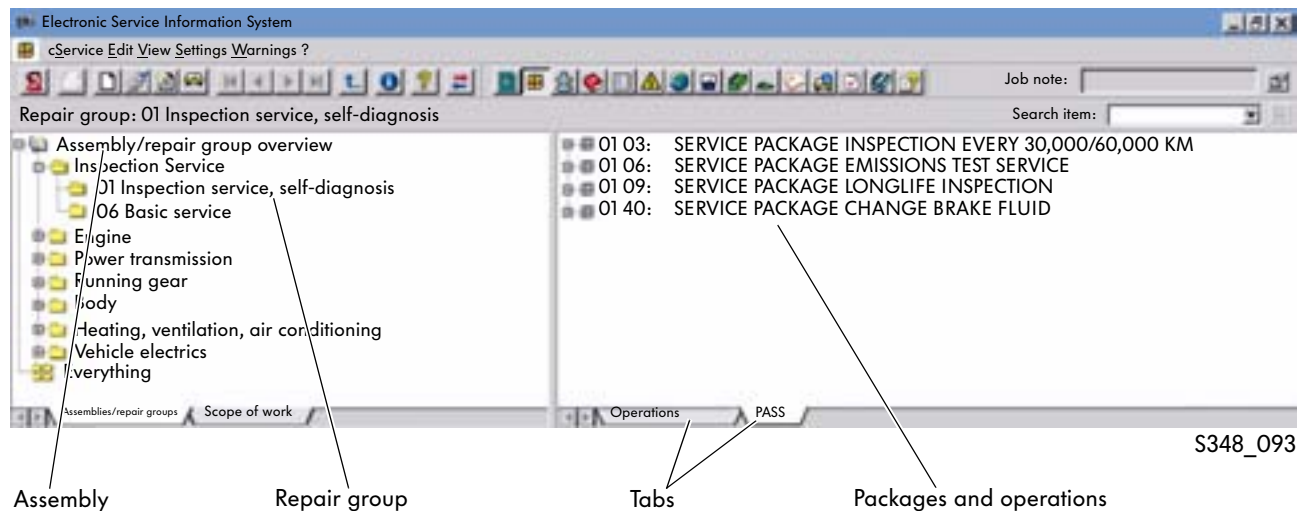 Electronic Service Information System
cService Edit View Settings Warnings ?
Job note:
Repair group: 01 Inspection service, self-diagnosis
Search item:
Assembly/repair group overview
Inspection Service
01 Inspection service, self-diagnosis
06 Basic service
Engine
Power transmission
Running gear
Body
Heating, ventilation, air conditioning
Vehicle electrics
Everything
Assemblies/repair groups Scope of work
01 03: SERVICE PACKAGE INSPECTION EVERY 30,000/60,000 KM
01 06: SERVICE PACKAGE EMISSIONS TEST SERVICE
01 09: SERVICE PACKAGE LONGLIFE INSPECTION
01 40: SERVICE PACKAGE CHANGE BRAKE FLUID
Operations PASS
S348_093
Assembly Repair group Tabs Packages and operations